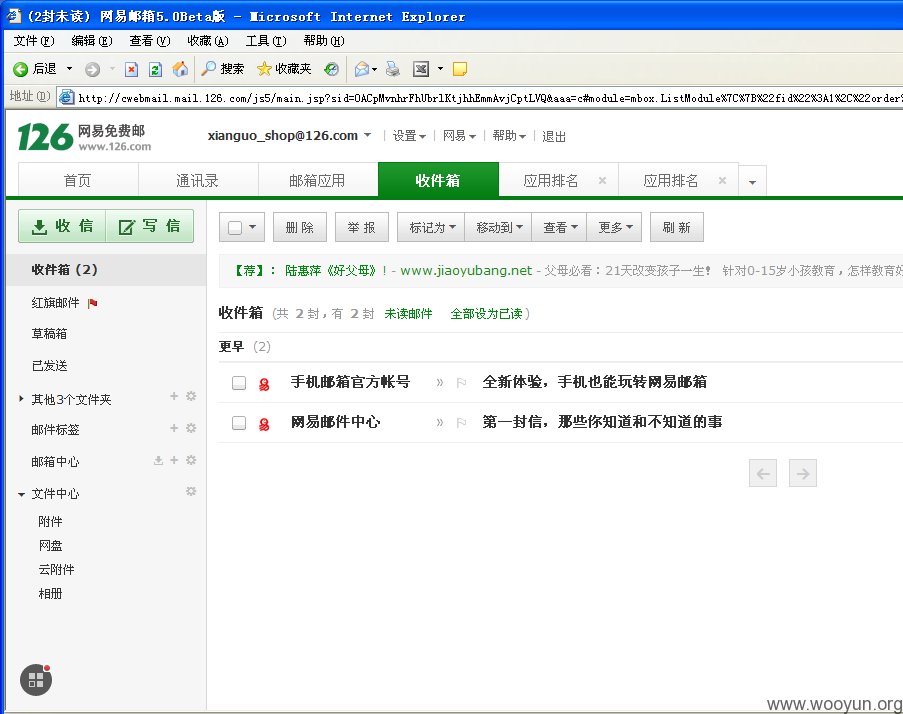 (2封未读) 网易邮箱5.0Beta版 - Microsoft Internet Explorer
文件(F) 编辑(E) 查看(V) 收藏(A) 工具(T) 帮助(H)
后退 搜索 收藏夹
地址(D) http://cwebmail.mail.126.com/js5/main.jsp?sid=OACpMvnhrFhUbrlKtjhhEmmAvjCptLVQ&aaa=c#module=mbox.ListModule%7C%7B%22fid%22%3A1%2C%22order%
126 网易免费邮
www.126.com
xianguo_shop@126.com 设置 网易 帮助 退出
首页 通讯录 邮箱应用 收件箱 应用排名 × 应用排名 ×
收 信 写 信 删 除 举 报 标记为 移动到 查看 更多 刷 新
收件箱 (2)
【荐】: 陆惠萍《好父母》! - www.jiaoyubang.net - 父母必看：21天改变孩子一生! 针对0-15岁小孩教育，怎样教育好
红旗邮件
草稿箱
已发送
其他3个文件夹
邮件标签
邮箱中心
文件中心
附件
网盘
云附件
相册
收件箱 (共 2 封，有 2 封 未读邮件 全部设为已读)
更早 (2)
手机邮箱官方帐号 » 全新体验，手机也能玩转网易邮箱
网易邮件中心 » 第一封信，那些你知道和不知道的事
www.wooyun.org